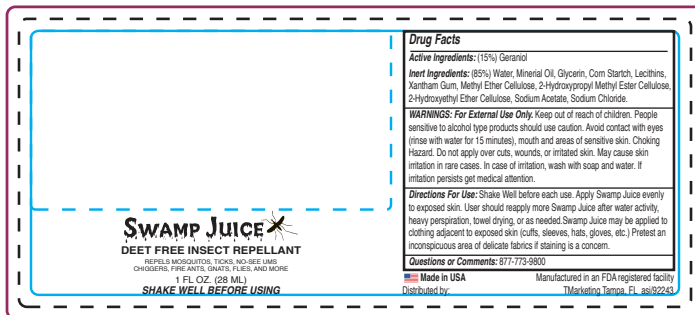 SWAMP JUICE
DEET FREE INSECT REPELLANT
REPELS MOSQUITOS, TICKS, NO-SEE UMS
CHIGGERS, FIRE ANTS, GNATS, FLIES, AND MORE
1 FL OZ. (28 ML)
SHAKE WELL BEFORE USING
Drug Facts
Active Ingredients: (15%) Geraniol
Inert Ingredients: (85%) Water, Minerial Oil, Glycerin, Corn Startch, Lecithins,
Xantham Gum, Methyl Ether Cellulose, 2-Hydroxypropyl Methyl Ester Cellulose,
2-Hydroxyethyl Ether Cellulose, Sodium Acetate, Sodium Chloride.
WARNINGS: For External Use Only. Keep out of reach of children. People
sensitive to alcohol type products should use caution. Avoid contact with eyes
(rinse with water for 15 minutes), mouth and areas of sensitive skin. Choking
Hazard. Do not apply over cuts, wounds, or irritated skin. May cause skin
irritation in rare cases. In case of irritation, wash with soap and water. If
irritation persists get medical attention.
Directions For Use: Shake Well before each use. Apply Swamp Juice evenly
to exposed skin. User should reapply more Swamp Juice after water activity,
heavy perspiration, towel drying, or as needed.Swamp Juice may be applied to
clothing adjacent to exposed skin (cuffs, sleeves, hats, gloves, etc.) Pretest an
inconspicuous area of delicate fabrics if staining is a concern.
Questions or Comments: 877-773-9800
Made in USA Manufactured in an FDA registered facility
Distributed by: TMarketing Tampa, FL asi/92243